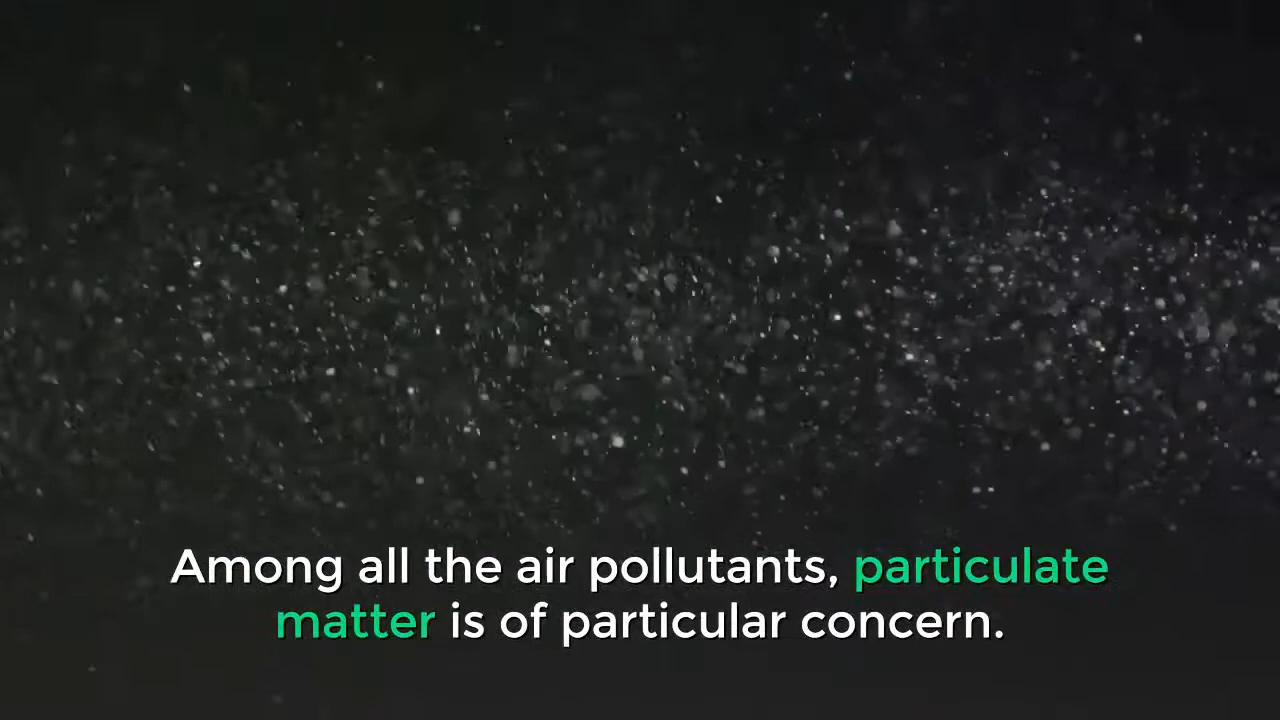 Among all the air pollutants, particulate
matter is of particular concern.